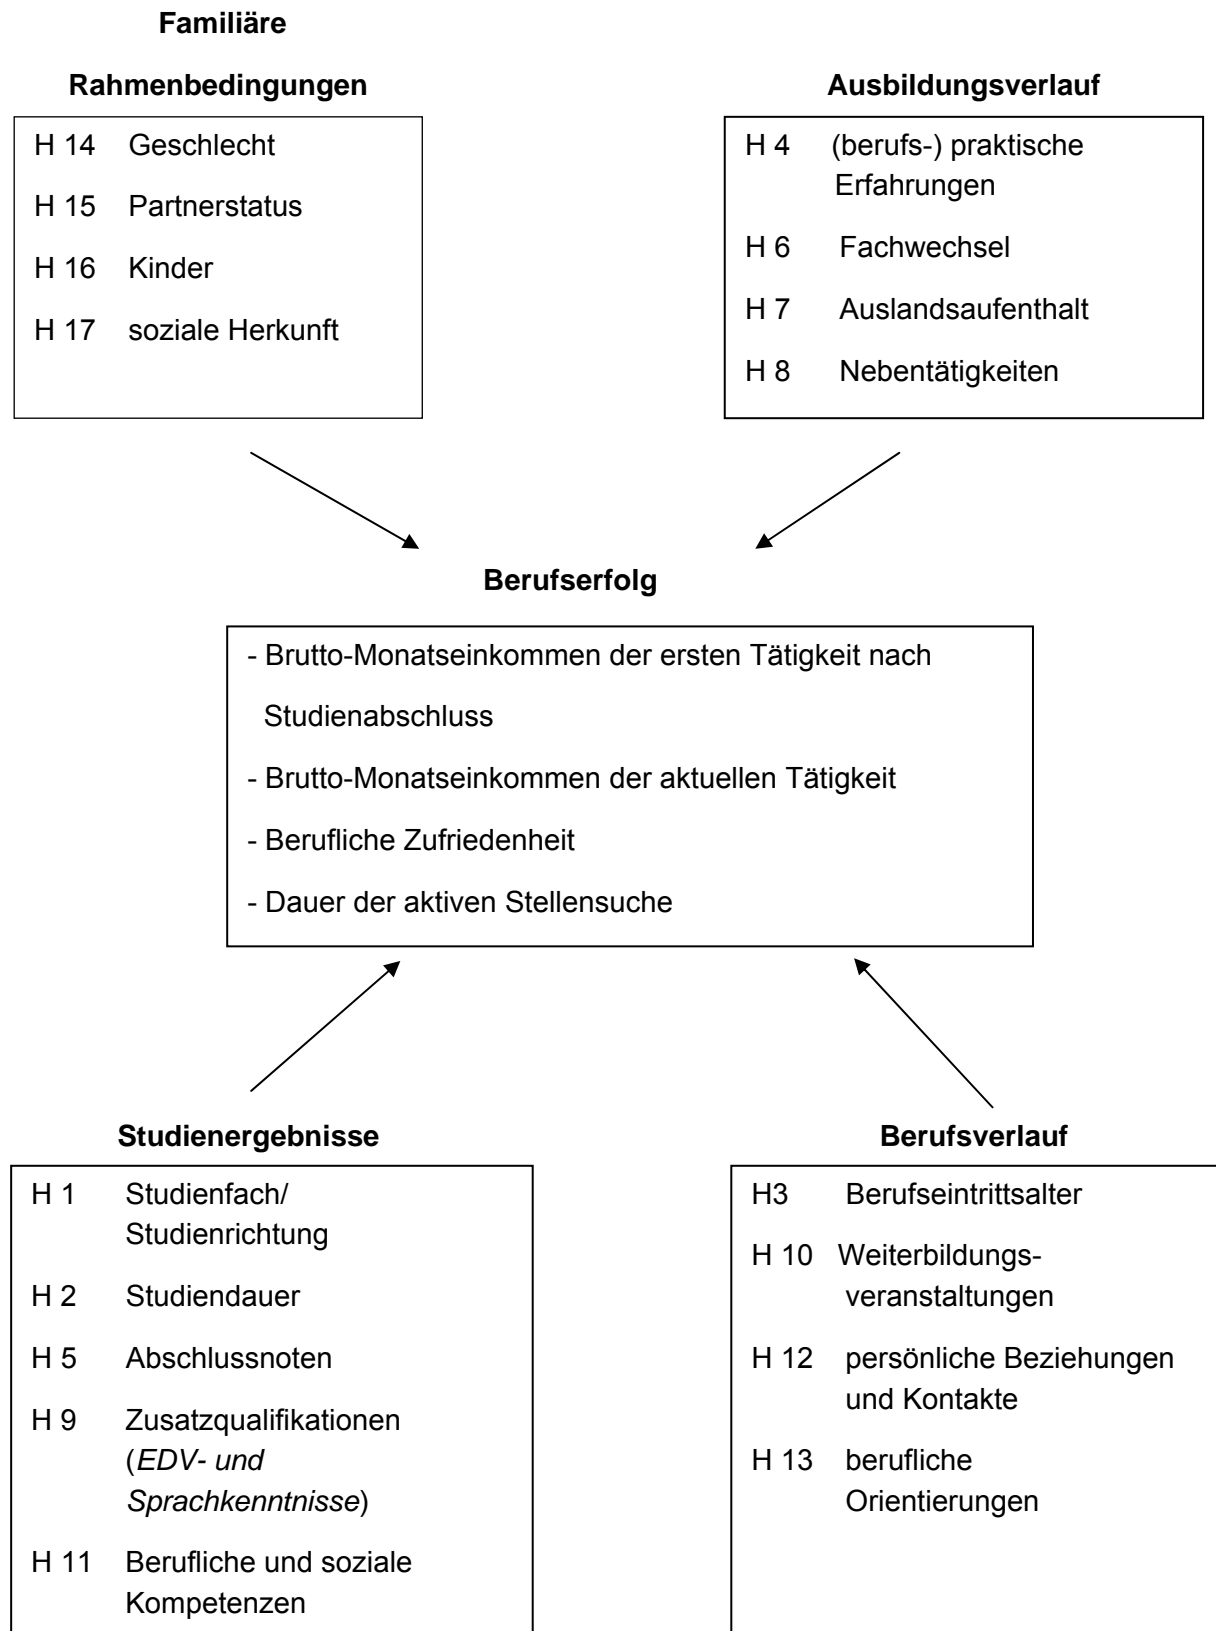 Familiäre
Rahmenbedingungen
H 14 Geschlecht
H 15 Partnerstatus
H 16 Kinder
H 17 soziale Herkunft
Ausbildungsverlauf
H 4 (berufs-) praktische
Erfahrungen
H 6 Fachwechsel
H 7 Auslandsaufenthalt
H 8 Nebentätigkeiten
Berufserfolg
- Brutto-Monatseinkommen der ersten Tätigkeit nach
Studienabschluss
- Brutto-Monatseinkommen der aktuellen Tätigkeit
- Berufliche Zufriedenheit
- Dauer der aktiven Stellensuche
Studienergebnisse
H 1 Studienfach/
Studienrichtung
H 2 Studiendauer
H 5 Abschlussnoten
H 9 Zusatzqualifikationen
(EDV- und
Sprachkenntnisse)
H 11 Berufliche und soziale
Kompetenzen
Berufsverlauf
H3 Berufseintrittsalter
H 10 Weiterbildungs-
veranstaltungen
H 12 persönliche Beziehungen
und Kontakte
H 13 berufliche
Orientierungen